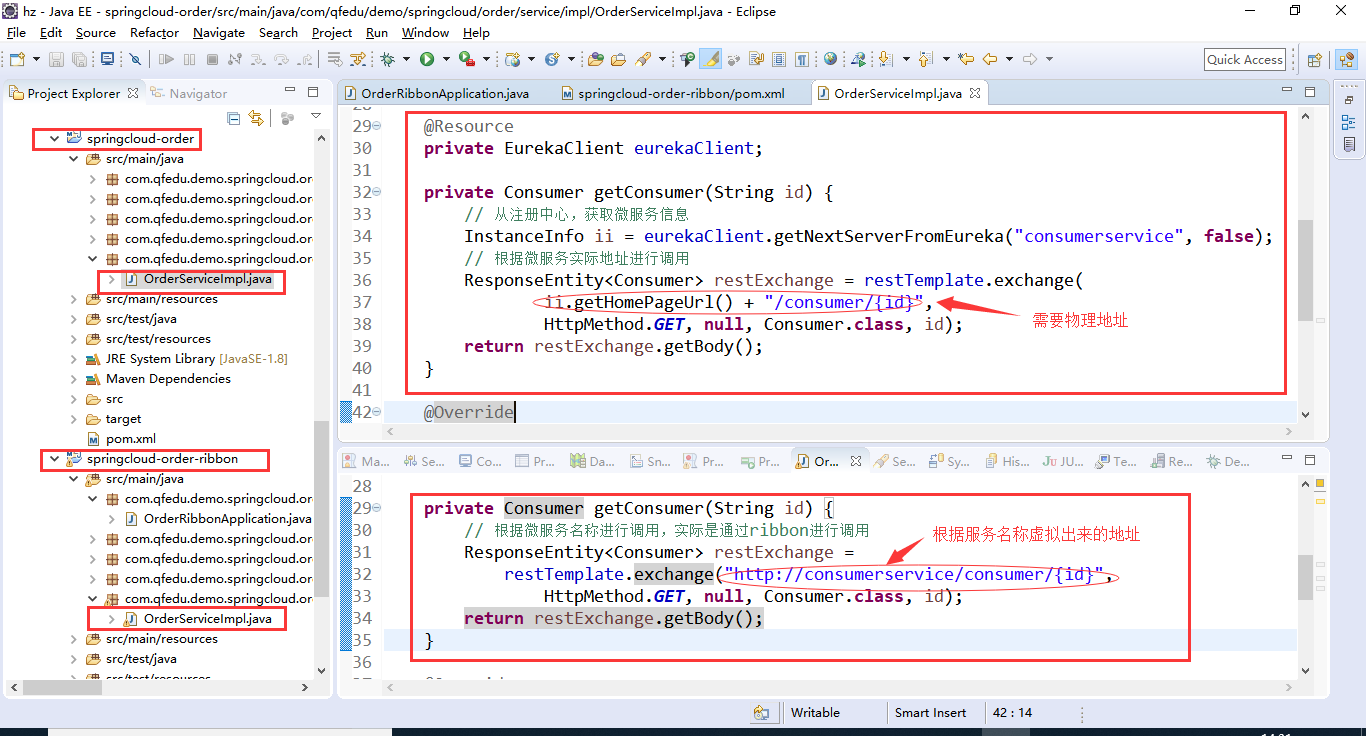 hz - Java EE - springcloud-order/src/main/java/com/qfedu/demo/springcloud/order/service/impl/OrderServiceImpl.java - Eclipse
File Edit Source Refactor Navigate Search Project Run Window Help
Quick Access
Project Explorer Navigator
springcloud-order
src/main/java
com.qfedu.demo.springcloud.or
com.qfedu.demo.springcloud.or
com.qfedu.demo.springcloud.or
com.qfedu.demo.springcloud.or
com.qfedu.demo.springcloud.or
OrderServiceImpl.java
src/main/resources
src/test/java
src/test/resources
JRE System Library [JavaSE-1.8]
Maven Dependencies
src
target
pom.xml
springcloud-order-ribbon
src/main/java
com.qfedu.demo.springcloud.or
OrderRibbonApplication.java
com.qfedu.demo.springcloud.or
com.qfedu.demo.springcloud.or
com.qfedu.demo.springcloud.or
com.qfedu.demo.springcloud.or
OrderServiceImpl.java
src/main/resources
src/test/java
src/test/resources
OrderRibbonApplication.java springcloud-order-ribbon/pom.xml OrderServiceImpl.java
28
29 @Resource
30 private EurekaClient eurekaClient;
31
32 private Consumer getConsumer(String id) {
33 // 从注册中心，获取微服务信息
34 InstanceInfo ii = eurekaClient.getNextServerFromEureka("consumerservice", false);
35 // 根据微服务实际地址进行调用
36 ResponseEntity<Consumer> restExchange = restTemplate.exchange(
37 ii.getHomePageUrl() + "/consumer/{id}",
需要物理地址
38 HttpMethod.GET, null, Consumer.class, id);
39 return restExchange.getBody();
40 }
41
42 @Override
Ma... Se... Co... Pr... Da... Sn... Pr... Pr... Or... Se... Sy... His... JU... Te... Re... De...
28
29 private Consumer getConsumer(String id) {
30 // 根据微服务名称进行调用，实际是通过ribbon进行调用
根据服务名称虚拟出来的地址
31 ResponseEntity<Consumer> restExchange =
32 restTemplate.exchange("http://consumerservice/consumer/{id}",
33 HttpMethod.GET, null, Consumer.class, id);
34 return restExchange.getBody();
35 }
36
Writable Smart Insert 42 : 14